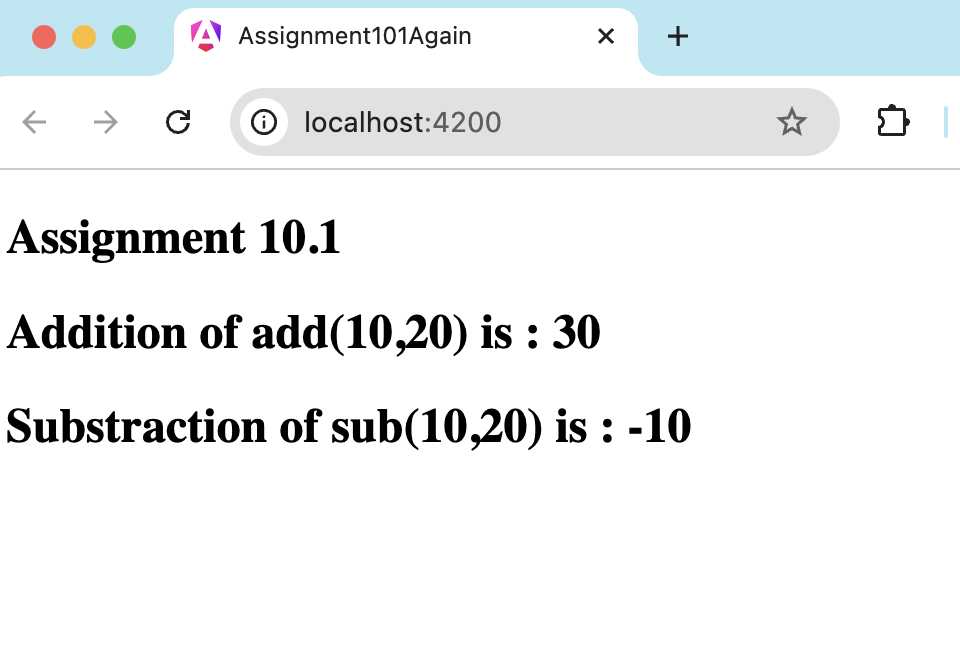 Assignment101Again
localhost:4200
Assignment 10.1
Addition of add(10,20) is : 30
Substraction of sub(10,20) is : -10